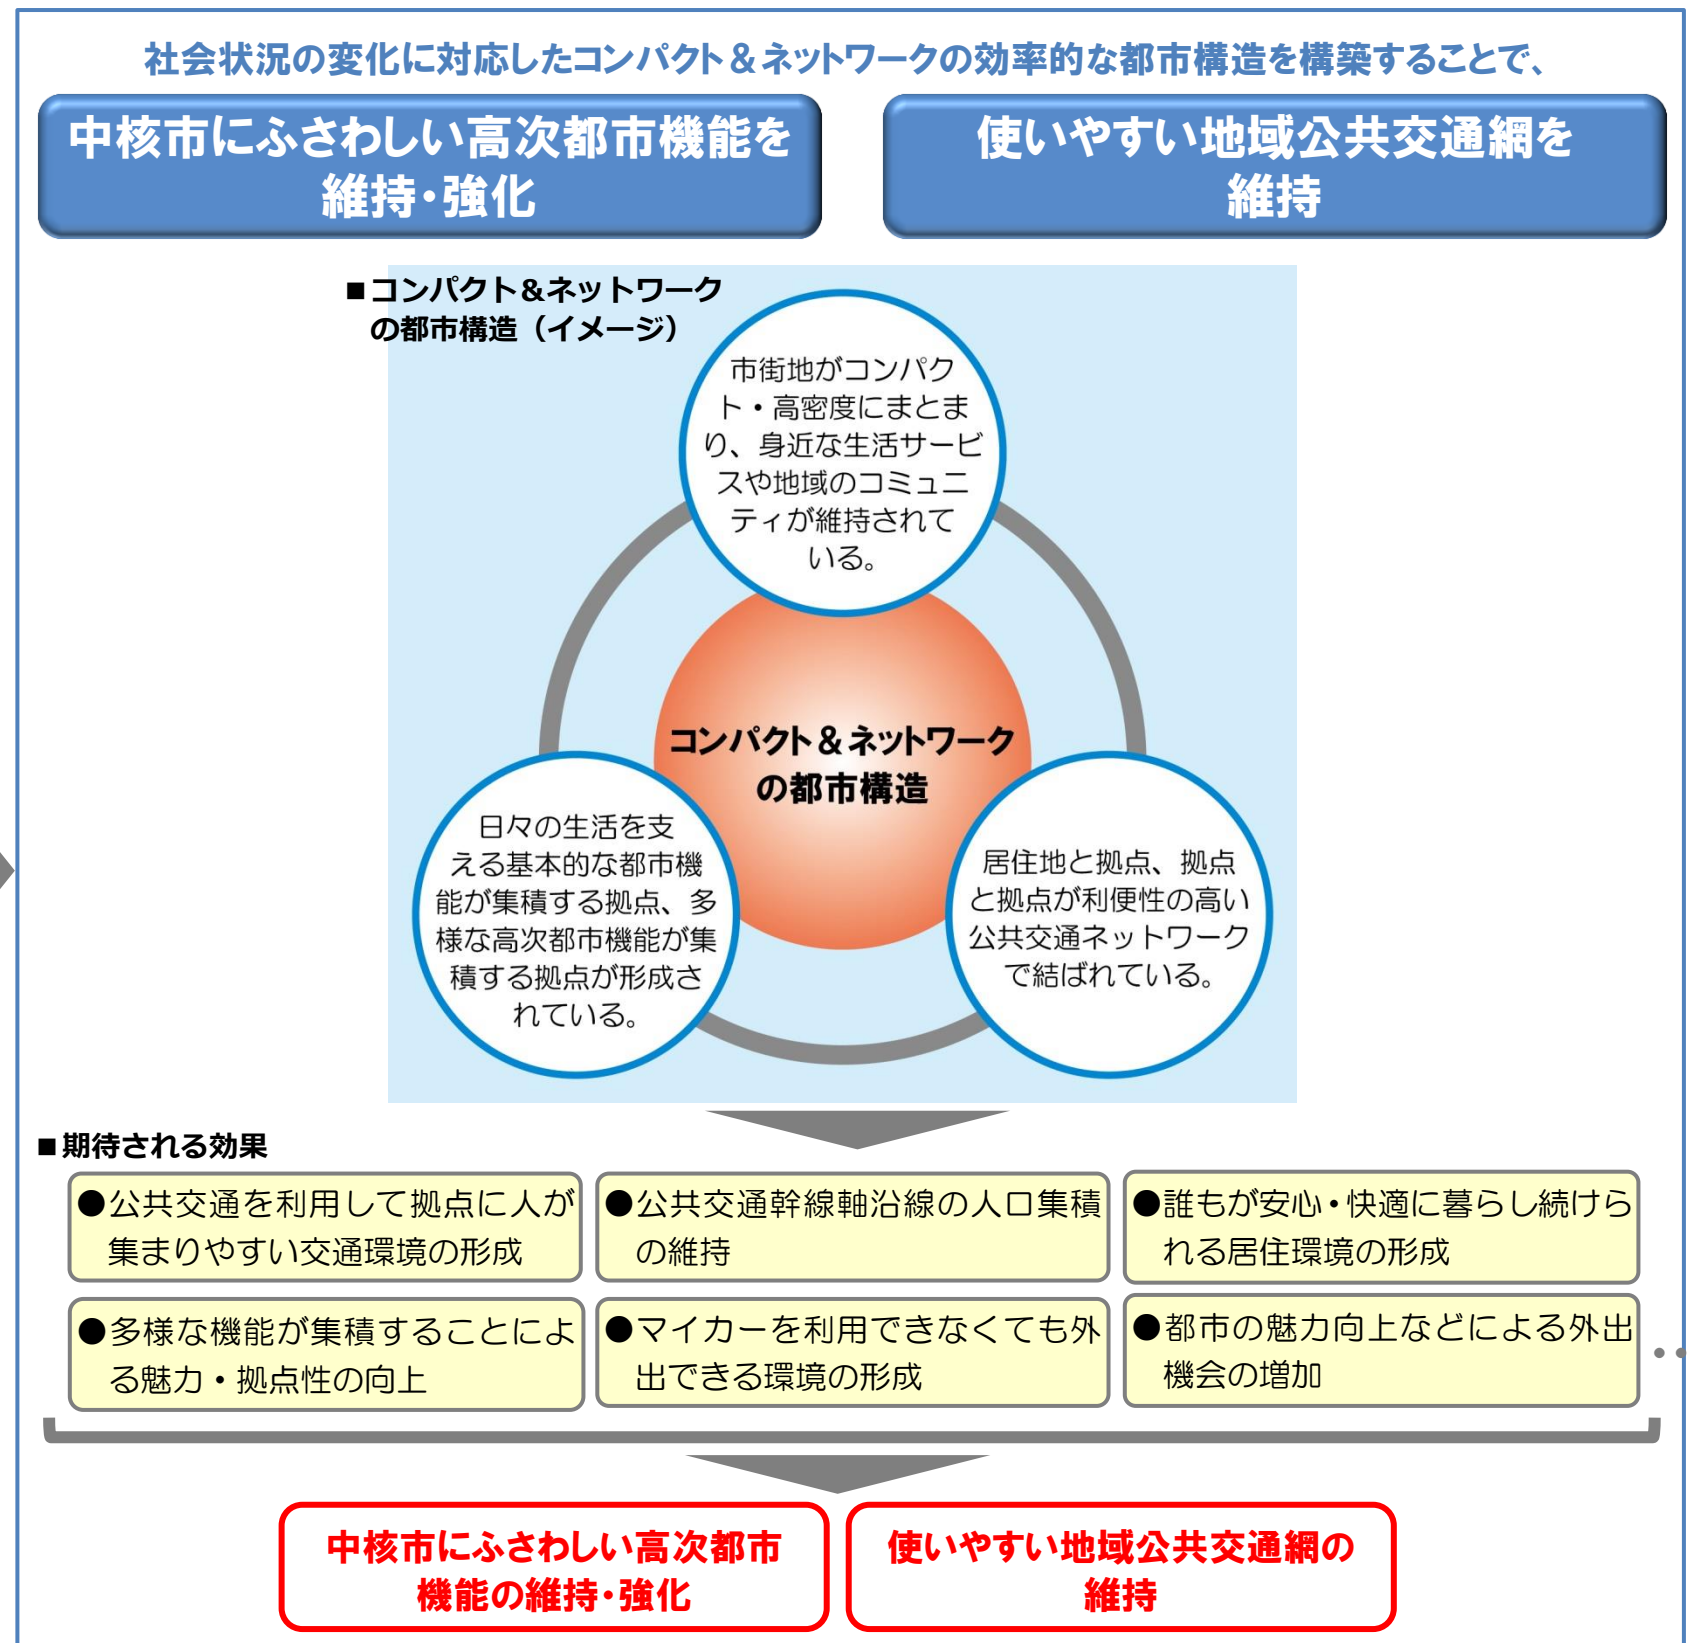 社会状況の変化に対応したコンパクト＆ネットワークの効率的な都市構造を構築することで、
中核市にふさわしい高次都市機能を
維持・強化
使いやすい地域公共交通網を
維持
■コンパクト＆ネットワーク
の都市構造（イメージ）
市街地がコンパク
ト・高密度にまとま
り、身近な生活サービ
スや地域のコミュニ
ティが維持されて
いる。
コンパクト＆ネットワーク
の都市構造
日々の生活を支
える基本的な都市機
能が集積する拠点、多
様な高次都市機能が集
積する拠点が形成さ
れている。
居住地と拠点、拠点
と拠点が利便性の高い
公共交通ネットワーク
で結ばれている。
■期待される効果
●公共交通を利用して拠点に人が
集まりやすい交通環境の形成
●公共交通幹線軸沿線の人口集積
の維持
●誰もが安心・快適に暮らし続けら
れる居住環境の形成
●多様な機能が集積することによ
る魅力・拠点性の向上
●マイカーを利用できなくても外
出できる環境の形成
●都市の魅力向上などによる外出
機会の増加
中核市にふさわしい高次都市
機能の維持・強化
使いやすい地域公共交通網の
維持